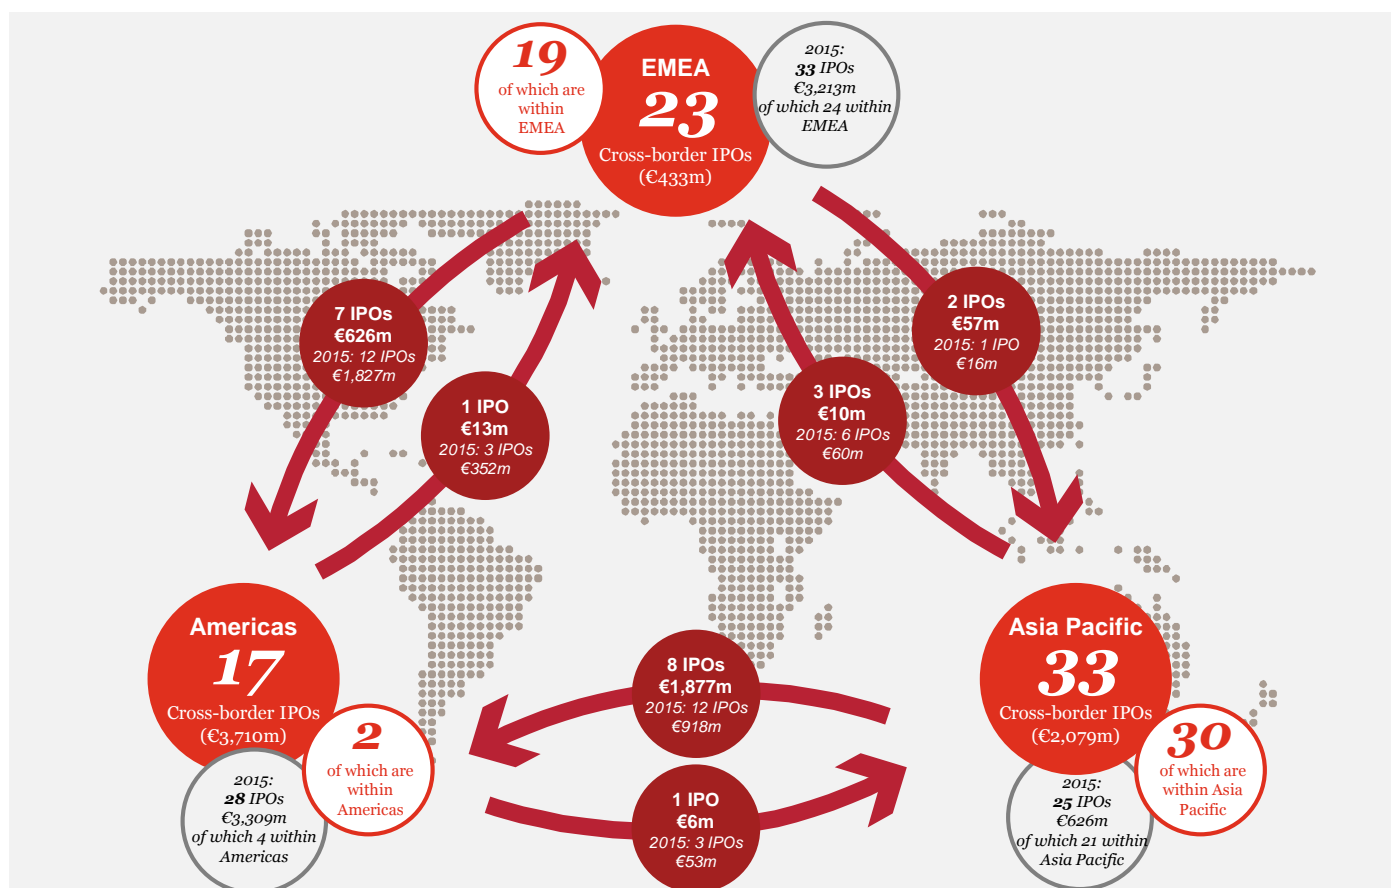 19
of which are
within
EMEA
EMEA
23
Cross-border IPOs
(€433m)
2015:
33 IPOs
€3,213m
of which 24 within
EMEA
7 IPOs
€626m
2015: 12 IPOs
€1,827m
1 IPO
€13m
2015: 3 IPOs
€352m
2 IPOs
€57m
2015: 1 IPO
€16m
3 IPOs
€10m
2015: 6 IPOs
€60m
Americas
17
Cross-border IPOs
(€3,710m)
2
of which are
within
Americas
2015:
28 IPOs
€3,309m
of which 4 within
Americas
8 IPOs
€1,877m
2015: 12 IPOs
€918m
1 IPO
€6m
2015: 3 IPOs
€53m
Asia Pacific
33
Cross-border IPOs
(€2,079m)
30
of which are
within Asia
Pacific
2015:
25 IPOs
€626m
of which 21 within
Asia Pacific